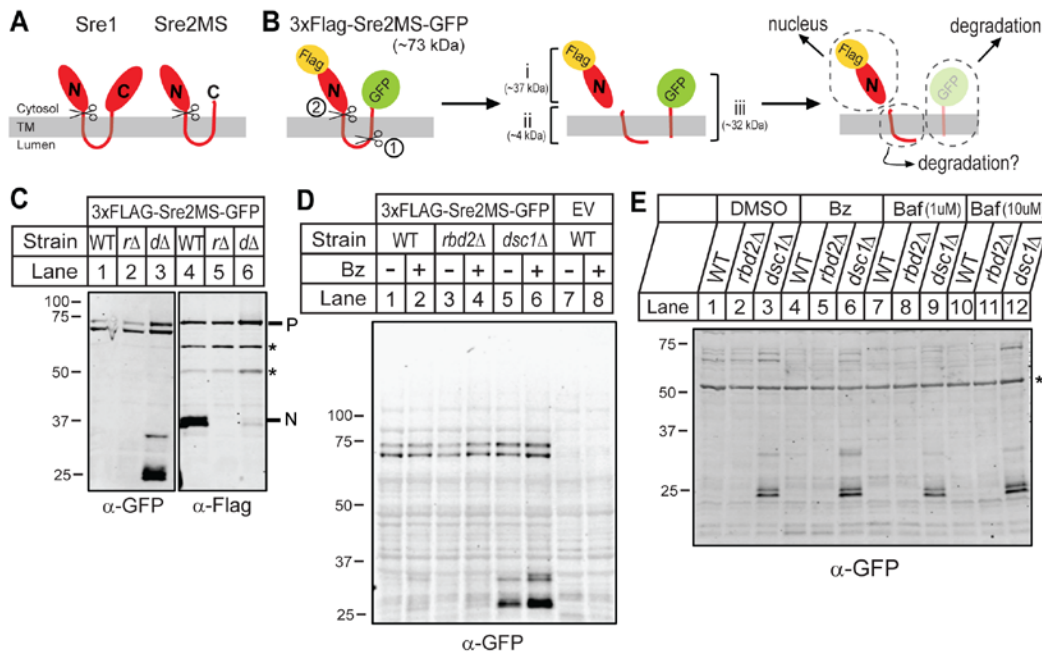 A
Sre1
Sre2MS
N
C
N
C
Cytosol
TM
Lumen
B
3xFlag-Sre2MS-GFP
(~73 kDa)
Flag
N
GFP
②
①
i
(~37 kDa)
ii
(~4 kDa)
Flag
N
GFP
iii
(~32 kDa)
nucleus
degradation
Flag
N
GFP
degradation?
C
3xFLAG-Sre2MS-GFP
Strain WT rΔ dΔ WT rΔ dΔ
Lane 1 2 3 4 5 6
75
50
37
25
P
*
*
N
α-GFP
α-Flag
D
3xFLAG-Sre2MS-GFP EV
Strain WT rbd2Δ dsc1Δ WT
Bz - + - + - + - +
Lane 1 2 3 4 5 6 7 8
100
75
50
37
25
α-GFP
E
DMSO Bz Baf(1uM) Baf(10uM)
WT rbd2Δ dsc1Δ WT rbd2Δ dsc1Δ WT rbd2Δ dsc1Δ WT rbd2Δ dsc1Δ
Lane 1 2 3 4 5 6 7 8 9 10 11 12
75
50
25
*
α-GFP